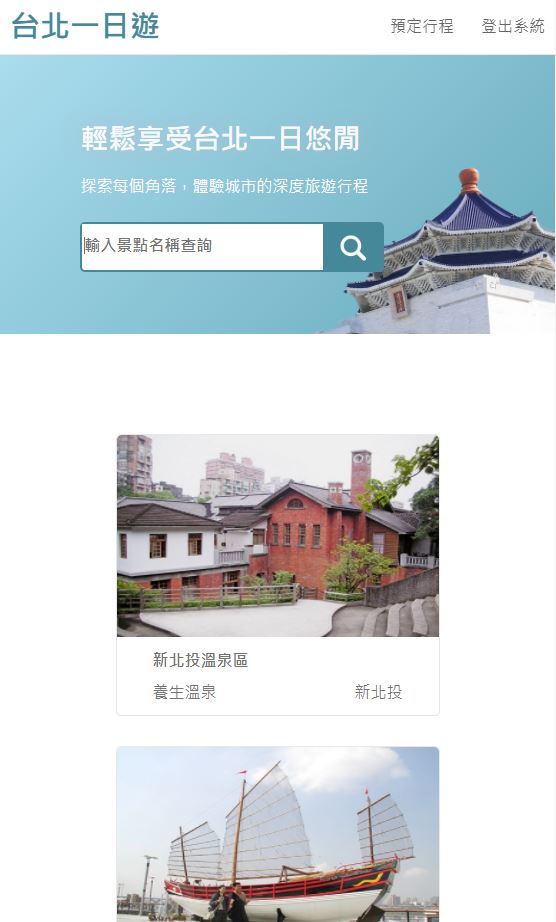 台北一日遊
預定行程
登出系統
輕鬆享受台北一日悠閒
探索每個角落，體驗城市的深度旅遊行程
輸入景點名稱查詢
新北投溫泉區
養生溫泉
新北投